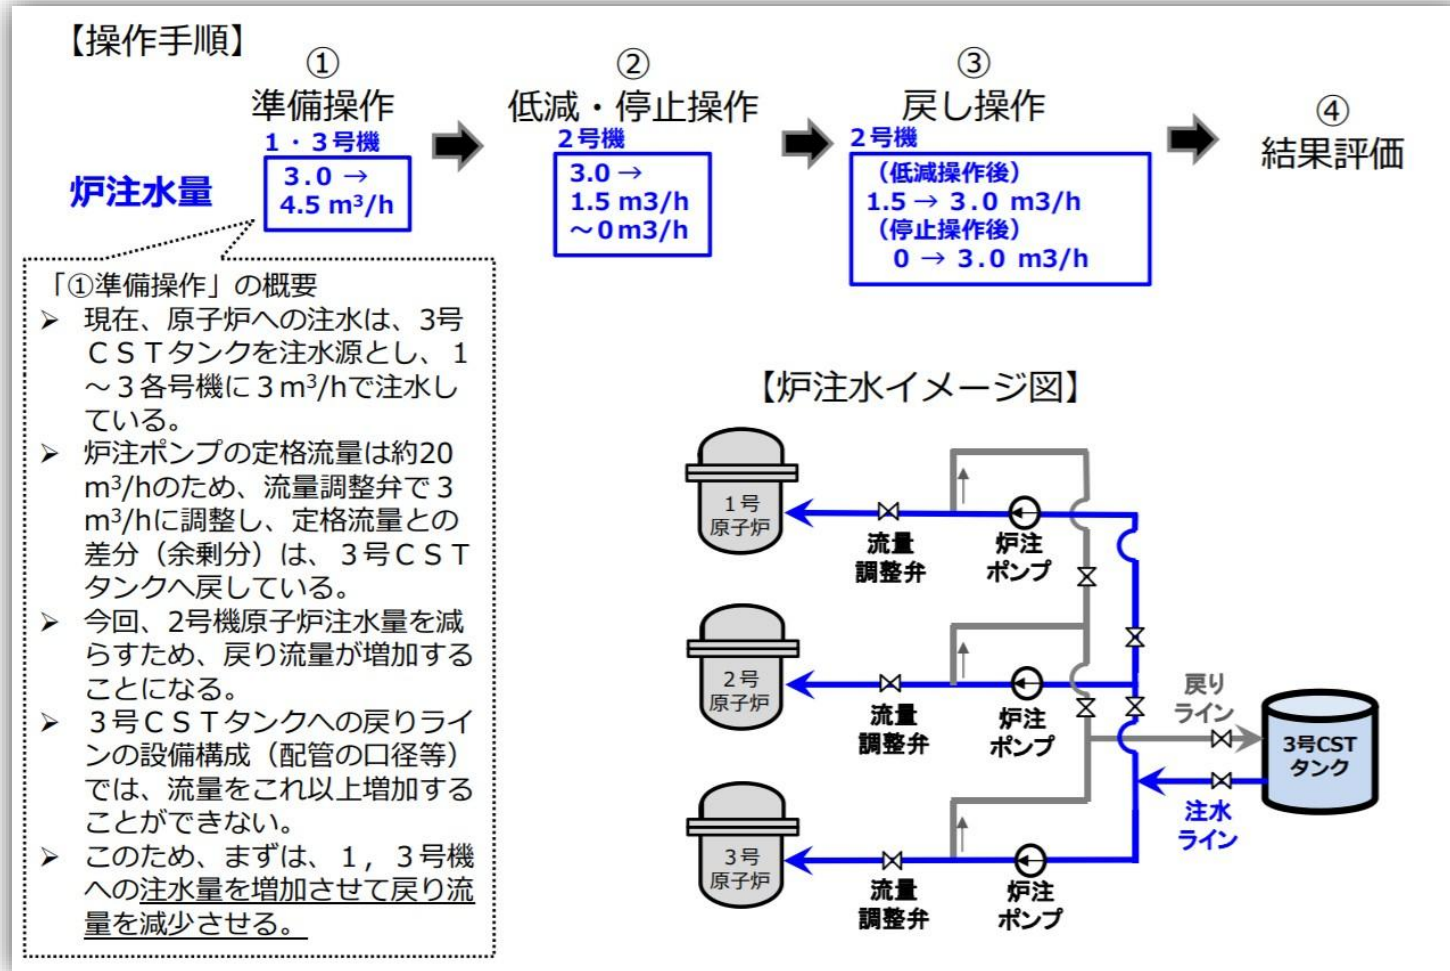 【操作手順】
①
準備操作
1・3号機
3.0 →
4.5 m³/h
炉注水量
②
低減・停止操作
2号機
3.0 →
1.5 m3/h
～0m3/h
③
戻し操作
2号機
（低減操作後）
1.5 → 3.0 m3/h
（停止操作後）
0 → 3.0 m3/h
④
結果評価
「①準備操作」の概要
➢ 現在、原子炉への注水は、3号
ＣＳＴタンクを注水源とし、１
～３各号機に３m³/hで注水し
ている。
➢ 炉注ポンプの定格流量は約20
m³/hのため、流量調整弁で３
m³/hに調整し、定格流量との
差分（余剰分）は、３号ＣＳＴ
タンクへ戻している。
➢ 今回、2号機原子炉注水量を減
らすため、戻り流量が増加する
ことになる。
➢ ３号ＣＳＴタンクへの戻りライ
ンの設備構成（配管の口径等）
では、流量をこれ以上増加する
ことができない。
➢ このため、まずは、１，３号機
への注水量を増加させて戻り流
量を減少させる。
【炉注水イメージ図】
1号
原子炉
流量
調整弁
炉注
ポンプ
2号
原子炉
流量
調整弁
炉注
ポンプ
戻り
ライン
3号CST
タンク
注水
ライン
3号
原子炉
流量
調整弁
炉注
ポンプ